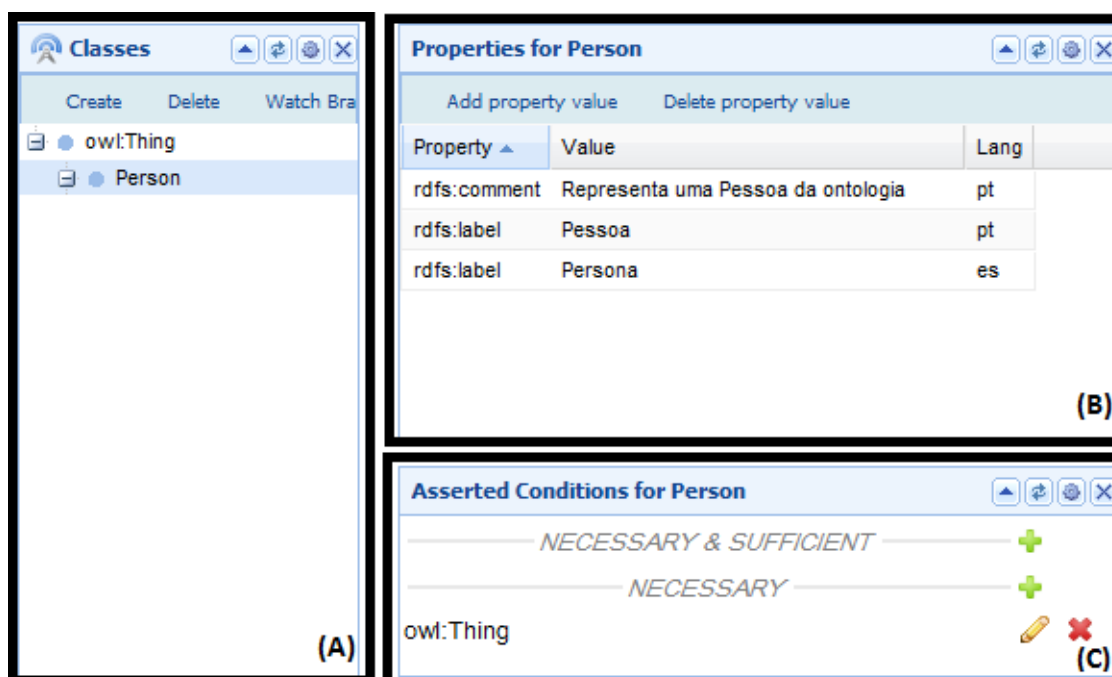 Classes
Create Delete Watch Bra
owl:Thing
Person
(A)
Properties for Person
Add property value Delete property value
Property Value Lang
rdfs:comment Representa uma Pessoa da ontologia pt
rdfs:label Pessoa pt
rdfs:label Persona es
(B)
Asserted Conditions for Person
NECESSARY & SUFFICIENT
NECESSARY
owl:Thing
(C)